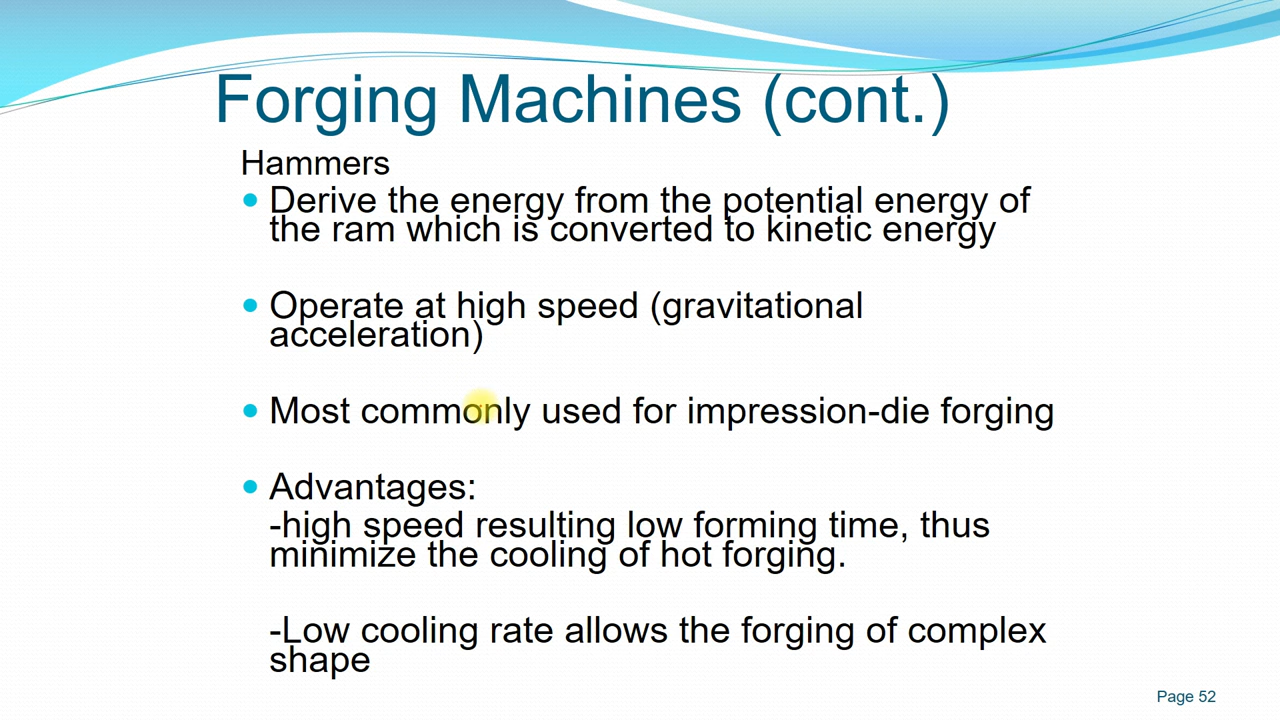 Forging Machines (cont.)
Hammers
• Derive the energy from the potential energy of
the ram which is converted to kinetic energy
• Operate at high speed (gravitational
acceleration)
• Most commonly used for impression-die forging
• Advantages:
-high speed resulting low forming time, thus
minimize the cooling of hot forging.
-Low cooling rate allows the forging of complex
shape
Page 52